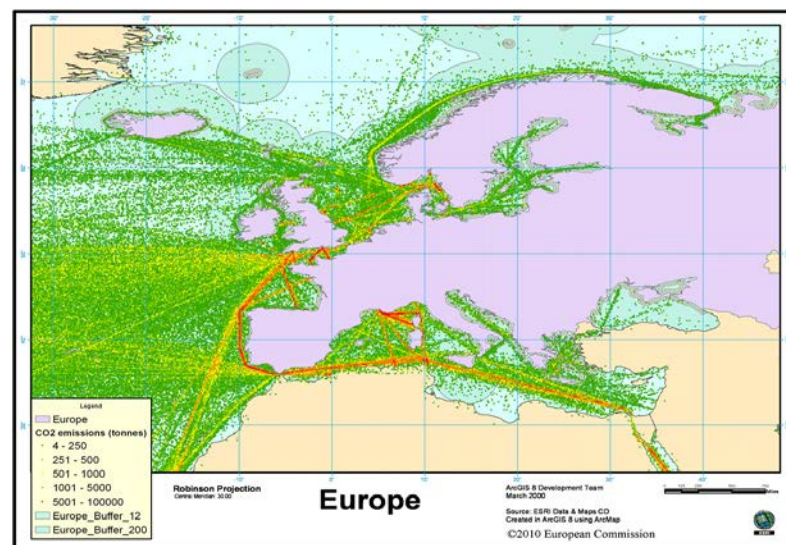 Legend
Europe
CO2 emissions (tonnes)
4 - 250
251 - 500
501 - 1000
1001 - 5000
5001 - 100000
Europe_Buffer_12
Europe_Buffer_200
Robinson Projection
Central Meridian: 30.00
Europe
ArcGIS 8 Development Team
March 2000
Source: ESRI Data & Maps CD
Created in ArcGIS 8 using ArcMap
©2010 European Commission
Miles